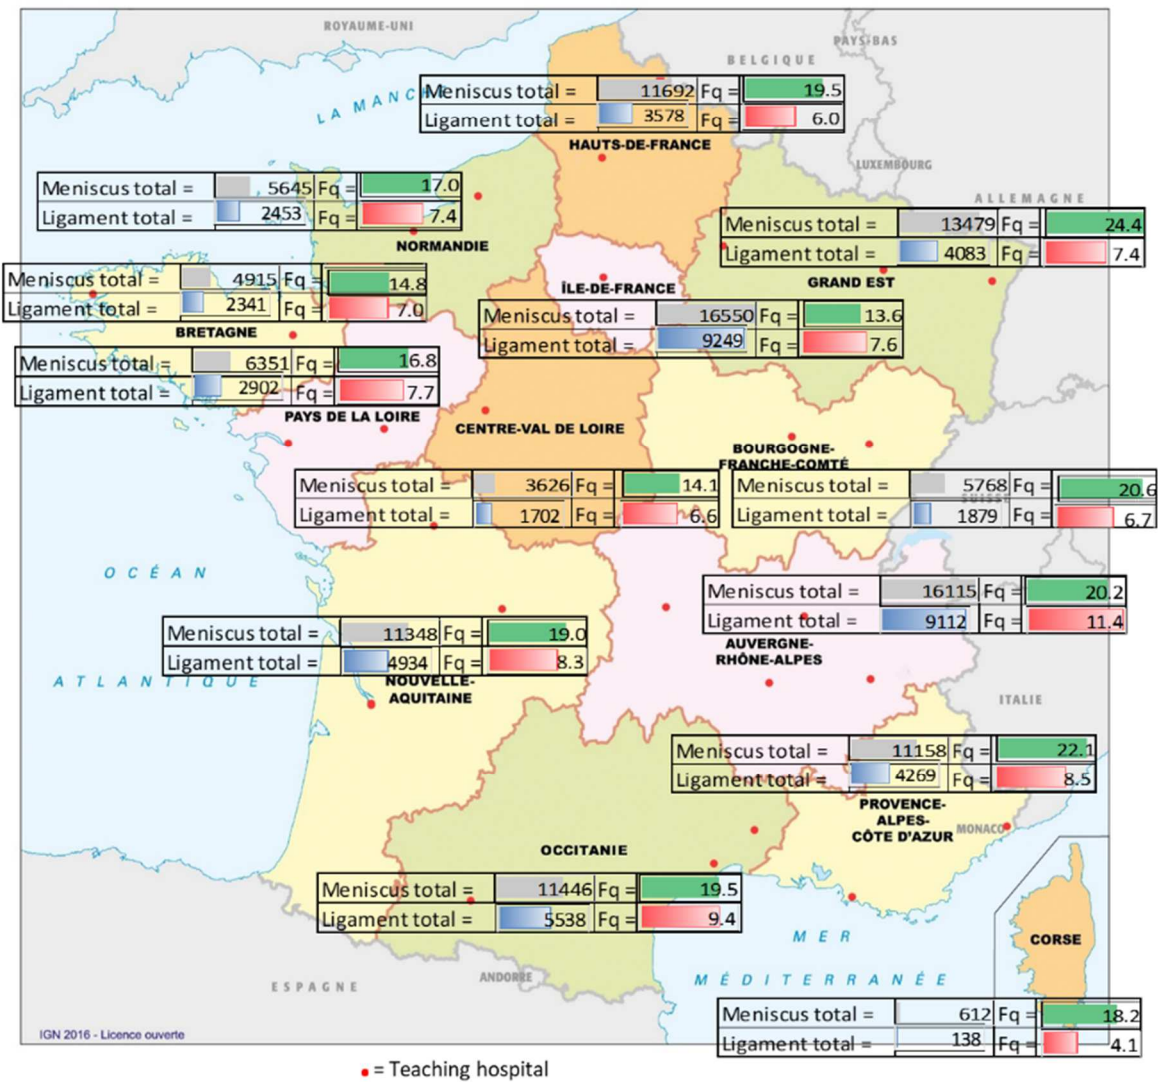 ROYAUME-UNI
PAYS-BAS
BELGIQUE
LA MANCHE
Meniscus total = 11692 Fq = 19.5
Ligament total = 3578 Fq = 6.0
HAUTS-DE-FRANCE
LUXEMBOURG
ALLEMAGNE
Meniscus total = 5645 Fq = 17.0
Ligament total = 2453 Fq = 7.4
NORMANDIE
Meniscus total = 13479 Fq = 24.4
Ligament total = 4083 Fq = 7.4
GRAND EST
Meniscus total = 4915 Fq = 14.8
Ligament total = 2341 Fq = 7.0
BRETAGNE
ÎLE-DE-FRANCE
Meniscus total = 16550 Fq = 13.6
Ligament total = 9249 Fq = 7.6
Meniscus total = 6351 Fq = 16.8
Ligament total = 2902 Fq = 7.7
PAYS DE LA LOIRE
CENTRE-VAL DE LOIRE
BOURGOGNE-
FRANCHE-COMTÉ
Meniscus total = 3626 Fq = 14.1
Ligament total = 1702 Fq = 6.6
Meniscus total = 5768 Fq = 20.6
Ligament total = 1879 Fq = 6.7
SUISSE
OCÉAN
ATLANTIQUE
Meniscus total = 16115 Fq = 20.2
Ligament total = 9112 Fq = 11.4
AUVERGNE-
RHÔNE-ALPES
Meniscus total = 11348 Fq = 19.0
Ligament total = 4934 Fq = 8.3
NOUVELLE-
AQUITAINE
ITALIE
Meniscus total = 11158 Fq = 22.1
Ligament total = 4269 Fq = 8.5
PROVENCE-
ALPES-
CÔTE D'AZUR
MONACO
OCCITANIE
Meniscus total = 11446 Fq = 19.5
Ligament total = 5538 Fq = 9.4
MER
MÉDITERRANÉE
CORSE
ANDORRE
ESPAGNE
Meniscus total = 612 Fq = 18.2
Ligament total = 138 Fq = 4.1
IGN 2016 - Licence ouverte
= Teaching hospital